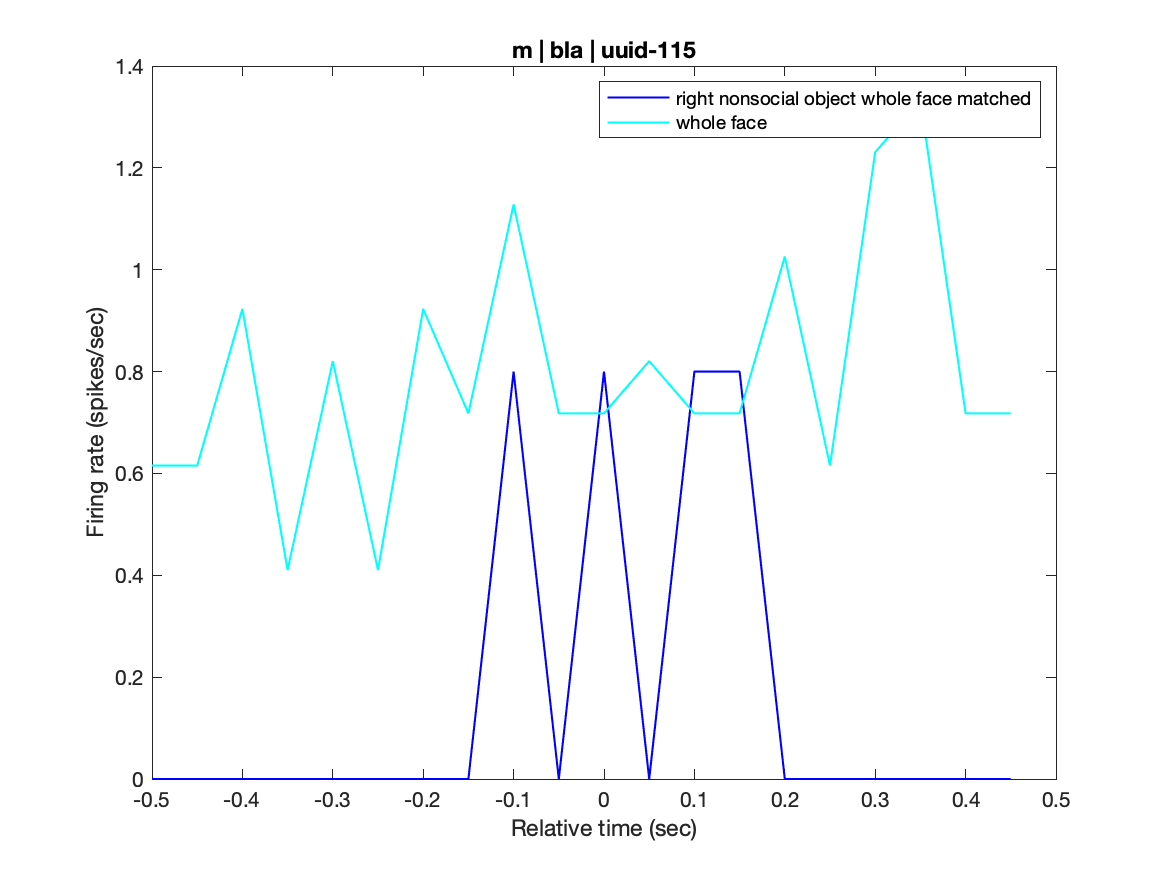 m | bla | uuid-115
1.4
1.2
1
0.8
0.6
0.4
0.2
0
Firing rate (spikes/sec)
right nonsocial object whole face matched
whole face
-0.5 -0.4 -0.3 -0.2 -0.1 0 0.1 0.2 0.3 0.4 0.5
Relative time (sec)